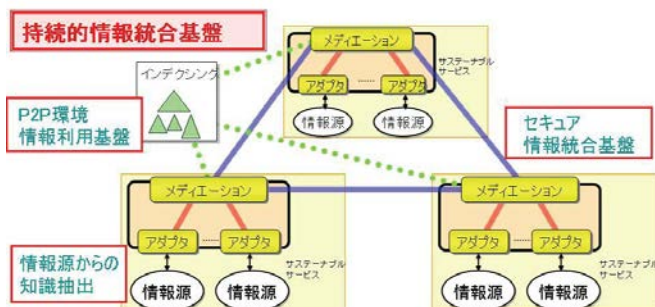 持続的情報統合基盤
メディエーション
サステーナブル
サービス
インデクシング
アダプタ
......
アダプタ
情報源
情報源
P2P環境
情報利用基盤
セキュア
情報統合基盤
メディエーション
アダプタ
......
アダプタ
サステーナブル
サービス
情報源
情報源
メディエーション
アダプタ
......
アダプタ
サステーナブル
サービス
情報源
情報源
情報源からの
知識抽出